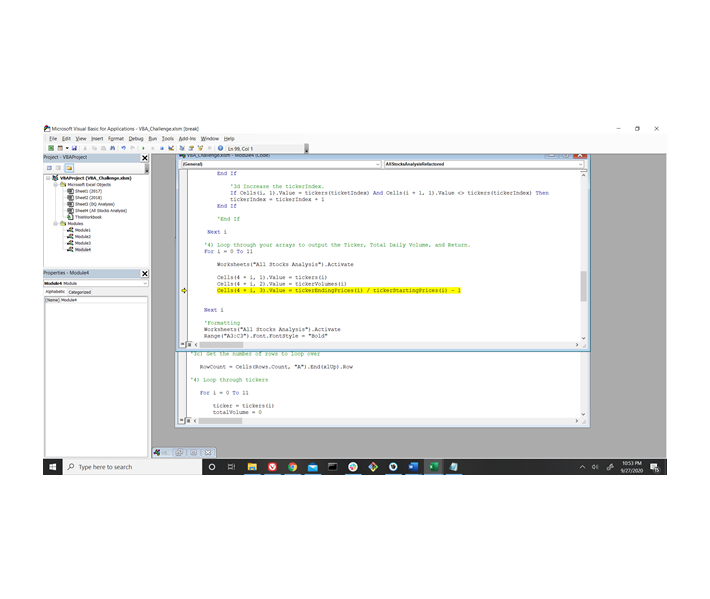 Microsoft Visual Basic for Applications - VBA_Challenge.xlsm [break]
File Edit View Insert Format Debug Run Tools Add-Ins Window Help
Ln 99, Col 1
Project - VBAProject
VBAProject (VBA_Challenge.xlsm)
Microsoft Excel Objects
Sheet1 (2017)
Sheet2 (2018)
Sheet3 (DQ Analysis)
Sheet4 (All Stocks Analysis)
ThisWorkbook
Modules
Module1
Module2
Module3
Module4
Properties - Module4
Module4 Module
Alphabetic Categorized
(Name) Module4
VBA_Challenge.xlsm - Module4 (Code)
(General) AllStocksAnalysisRefactored
End If
'3d Increase the tickerIndex.
If Cells(i, 1).Value = tickers(ticketIndex) And Cells(i + 1, 1).Value <> tickers(tickerIndex) Then
tickerIndex = tickerIndex + 1
End If
'End If
Next i
'4) Loop through your arrays to output the Ticker, Total Daily Volume, and Return.
For i = 0 To 11
Worksheets("All Stocks Analysis").Activate
Cells(4 + i, 1).Value = tickers(i)
Cells(4 + i, 2).Value = tickerVolumes(i)
Cells(4 + i, 3).Value = tickerEndingPrices(i) / tickerStartingPrices(i) - 1
Next i
'Formatting
Worksheets("All Stocks Analysis").Activate
Range("A3:C3").Font.FontStyle = "Bold"
'3c) Get the number of rows to loop over
RowCount = Cells(Rows.Count, "A").End(xlUp).Row
'4) Loop through tickers
For i = 0 To 11
ticker = tickers(i)
totalVolume = 0
Type here to search
10:53 PM
9/27/2020